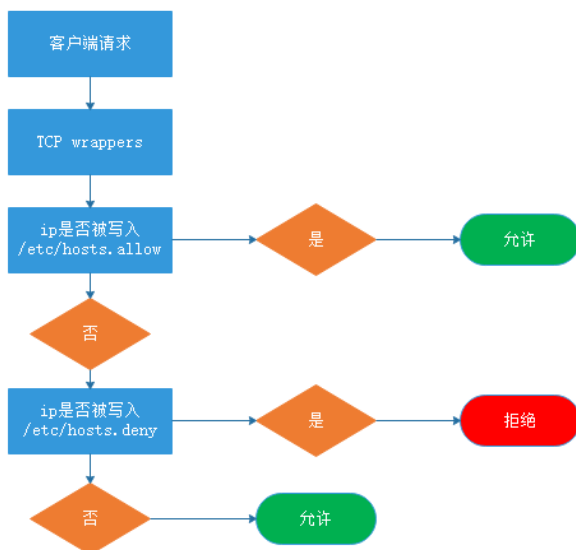 客户端请求
TCP wrappers
ip是否被写入
/etc/hosts.allow
是
允许
否
ip是否被写入
/etc/hosts.deny
是
拒绝
否
允许